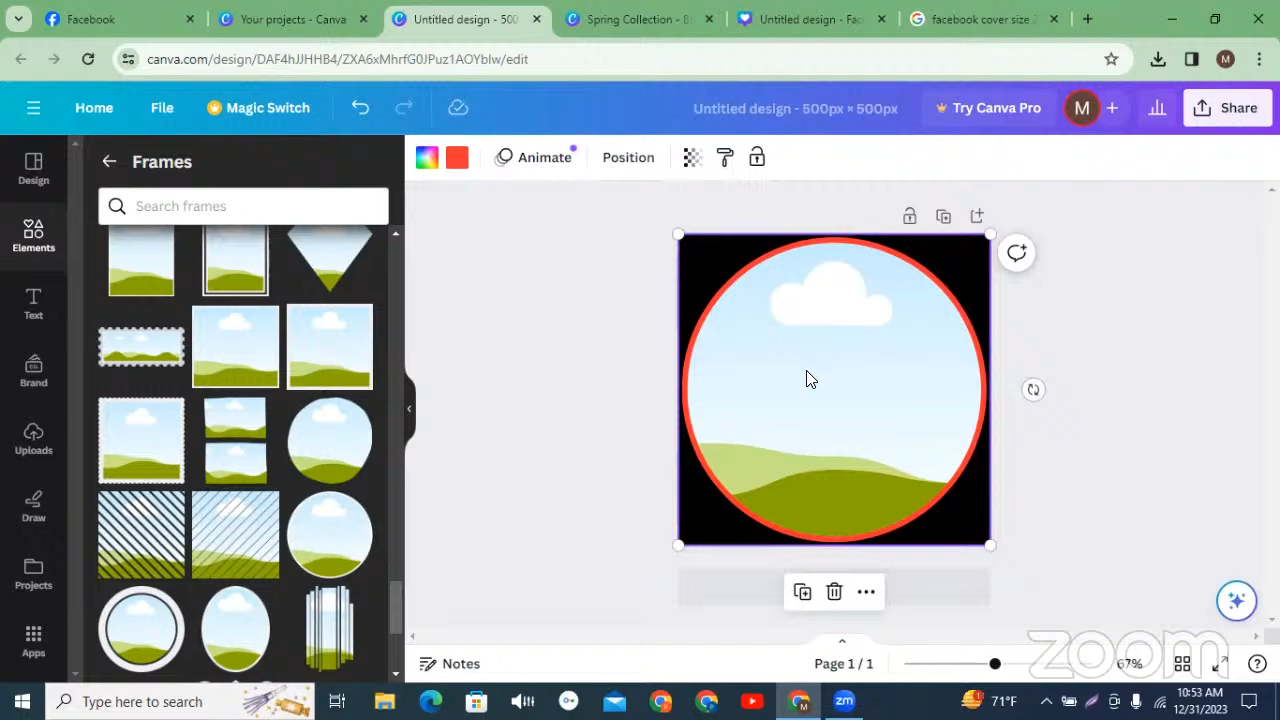 Facebook
Your projects - Canva
Untitled design - 500
Spring Collection - B
Untitled design - Fac
facebook cover size 2
canva.com/design/DAF4hJJHHB4/ZXA6xMhrfG0JPuz1AOYblw/edit
M
Home
File
Magic Switch
Untitled design - 500px × 500px
Try Canva Pro
M
Share
Design
Elements
Text
Brand
Uploads
Draw
Projects
Apps
Frames
Search frames
Animate
Position
Notes
Page 1 / 1
67%
zoom
Type here to search
zm
71°F
10:53 AM
12/31/2023